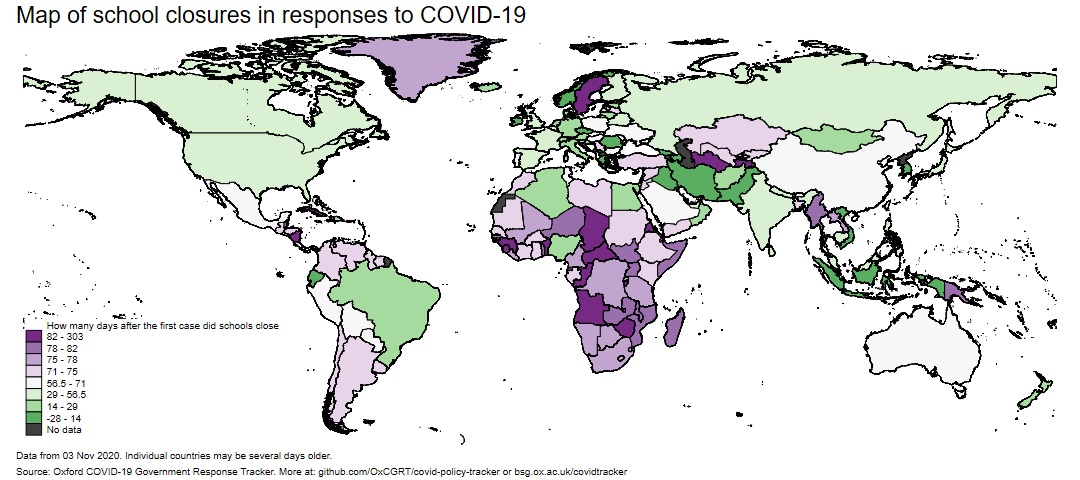 Map of school closures in responses to COVID-19
How many days after the first case did schools close
82 - 303
78 - 82
75 - 78
71 - 75
56.5 - 71
29 - 56.5
14 - 29
-28 - 14
No data
Data from 03 Nov 2020. Individual countries may be several days older.
Source: Oxford COVID-19 Government Response Tracker. More at: github.com/OxCGRT/covid-policy-tracker or bsg.ox.ac.uk/covidtracker